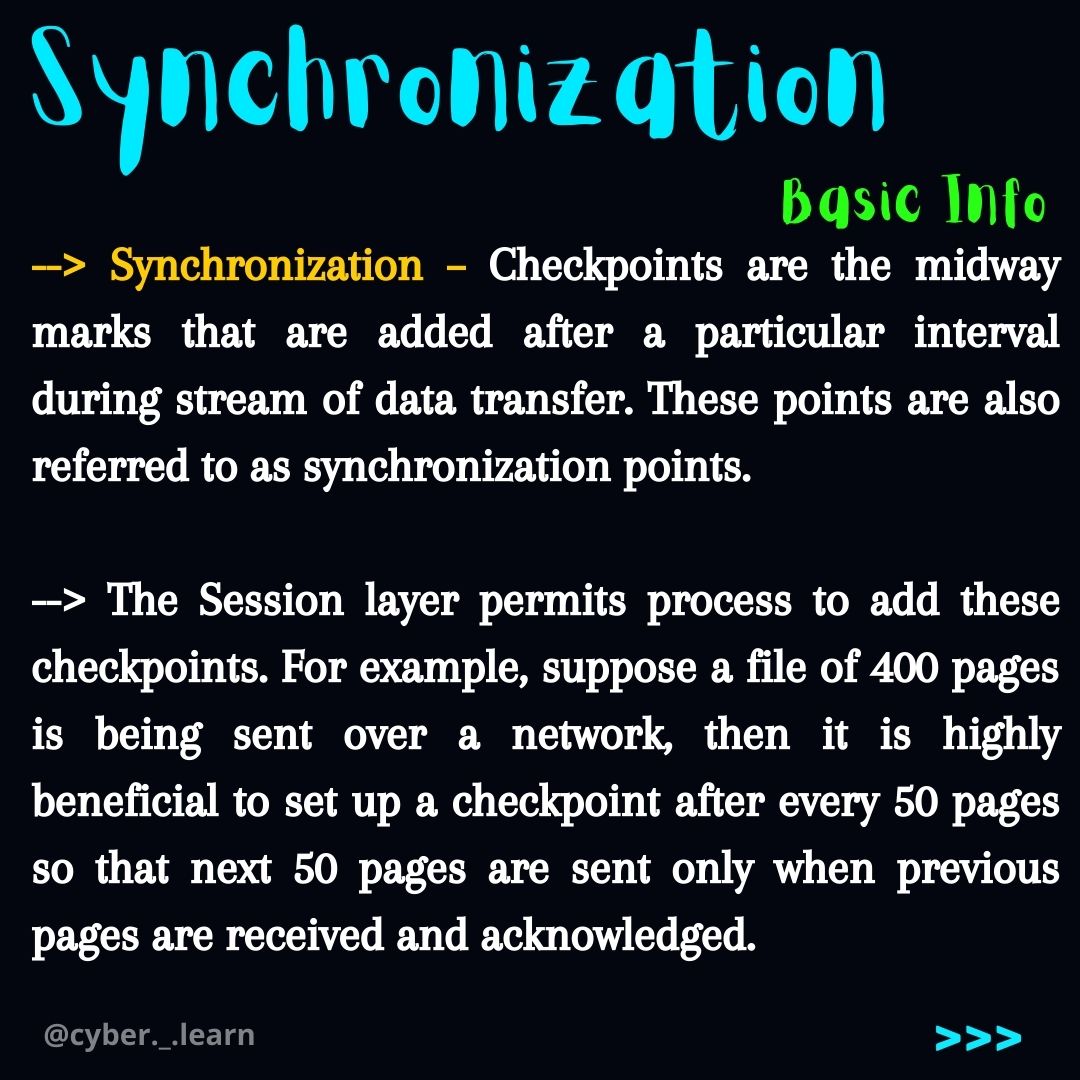 Synchronization
Basic Info
--> Synchronization – Checkpoints are the midway
marks that are added after a particular interval
during stream of data transfer. These points are also
referred to as synchronization points.
--> The Session layer permits process to add these
checkpoints. For example, suppose a file of 400 pages
is being sent over a network, then it is highly
beneficial to set up a checkpoint after every 50 pages
so that next 50 pages are sent only when previous
pages are received and acknowledged.
@cyber._.learn
>>>